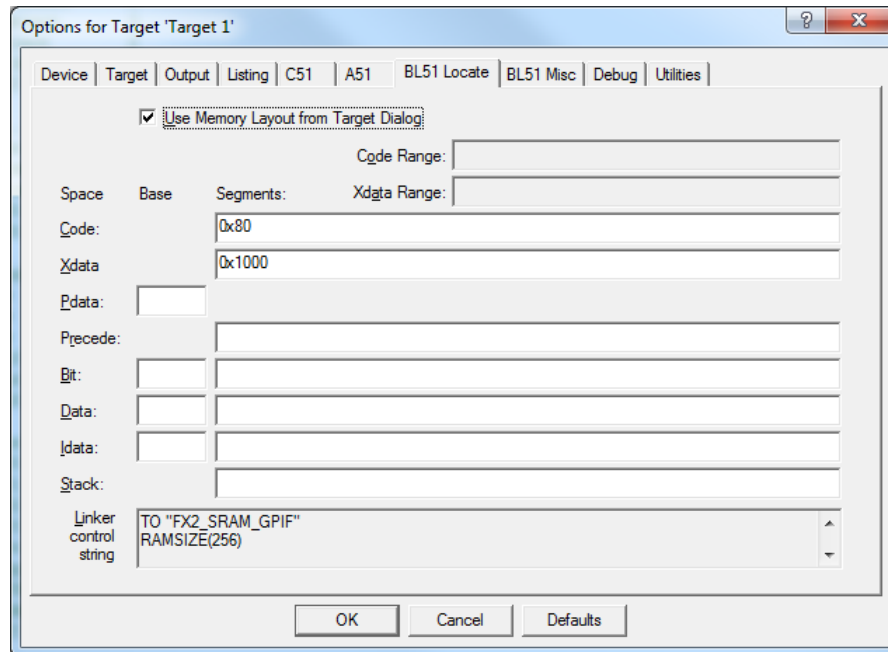 Options for Target 'Target 1'
Device Target Output Listing C51 A51 BL51 Locate BL51 Misc Debug Utilities
Use Memory Layout from Target Dialog
Code Range:
Space Base Segments: Xdata Range:
Code: 0x80
Xdata 0x1000
Pdata:
Precede:
Bit:
Data:
Idata:
Stack:
Linker control string
TO "FX2_SRAM_GPIF"
RAMSIZE(256)
OK Cancel Defaults